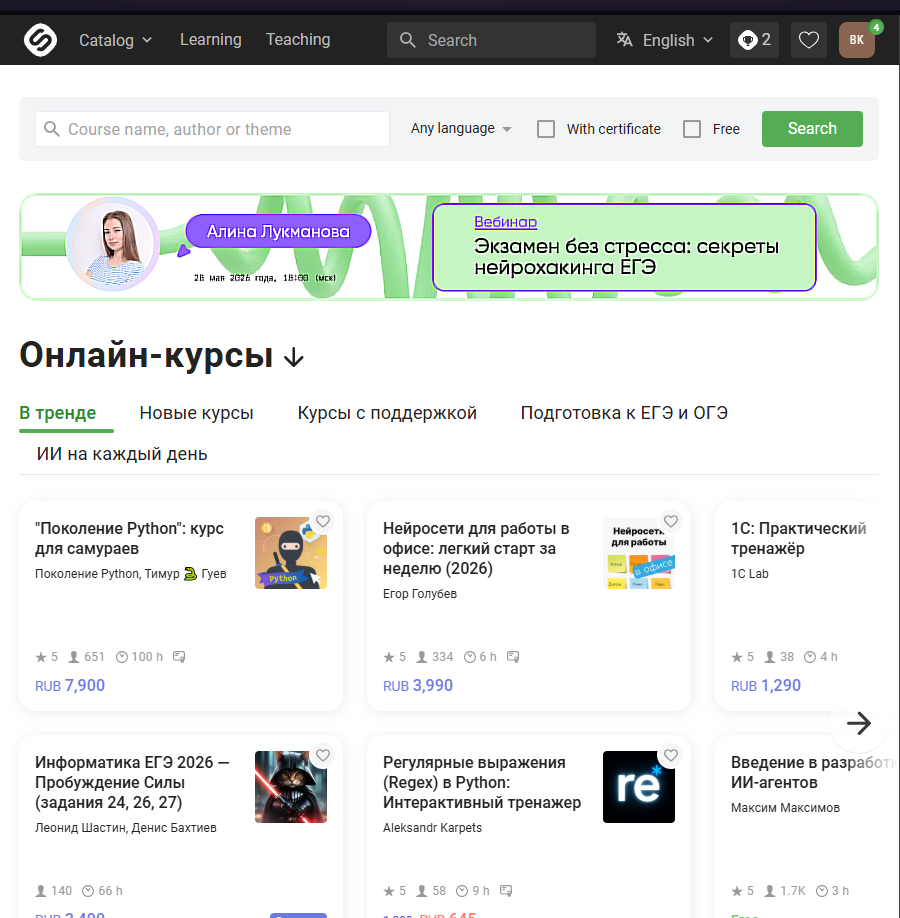 Catalog Learning Teaching Search English 2 BK 4
Course name, author or theme Any language With certificate Free Search
Алина Лукманова
28 мая 2026 года, 18:00 (мск)
Вебинар
Экзамен без стресса: секреты
нейрохакинга ЕГЭ
Онлайн-курсы
В тренде Новые курсы Курсы с поддержкой Подготовка к ЕГЭ и ОГЭ
ИИ на каждый день
"Поколение Python": курс
для самураев
Поколение Python, Тимур Гуев
Python
5 651 100 h
RUB 7,900
Нейросети для работы в
офисе: легкий старт за
неделю (2026)
Егор Голубев
Нейросети
для работы
в офисе
5 334 6 h
RUB 3,990
1С: Практический
тренажёр
1C Lab
5 38 4 h
RUB 1,290
Информатика ЕГЭ 2026 —
Пробуждение Силы
(задания 24, 26, 27)
Леонид Шастин, Денис Бахтиев
140 66 h
Регулярные выражения
(Regex) в Python:
Интерактивный тренажер
Aleksandr Karpets
re*
5 58 9 h
RUB 645
Введение в разработк
ИИ-агентов
Максим Максимов
5 1.7K 3 h